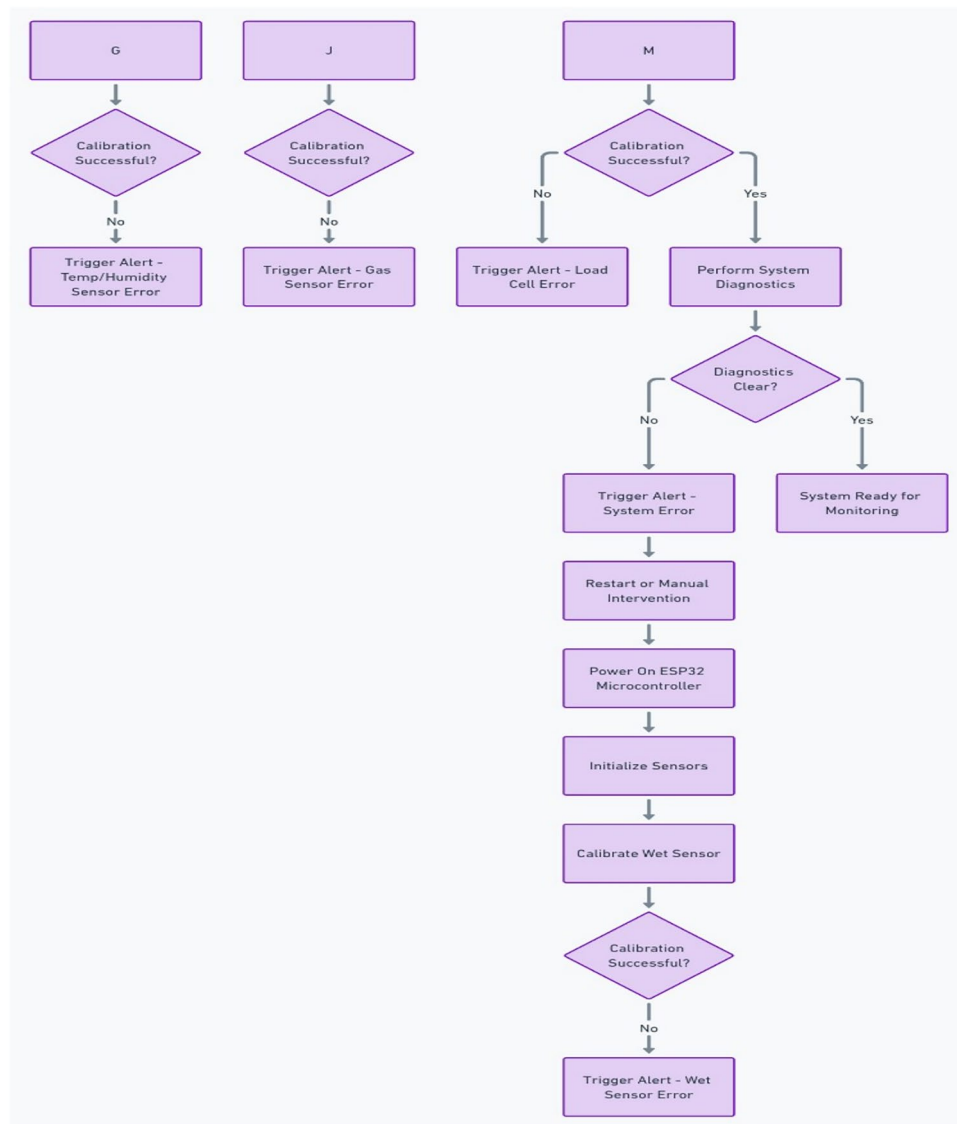 G
J
M
Calibration
Successful?
Calibration
Successful?
Calibration
Successful?
No
No
No
Yes
Trigger Alert -
Temp/Humidity
Sensor Error
Trigger Alert - Gas
Sensor Error
Trigger Alert - Load
Cell Error
Perform System
Diagnostics
Diagnostics
Clear?
No
Yes
Trigger Alert -
System Error
System Ready for
Monitoring
Restart or Manual
Intervention
Power On ESP32
Microcontroller
Initialize Sensors
Calibrate Wet Sensor
Calibration
Successful?
No
Trigger Alert - Wet
Sensor Error